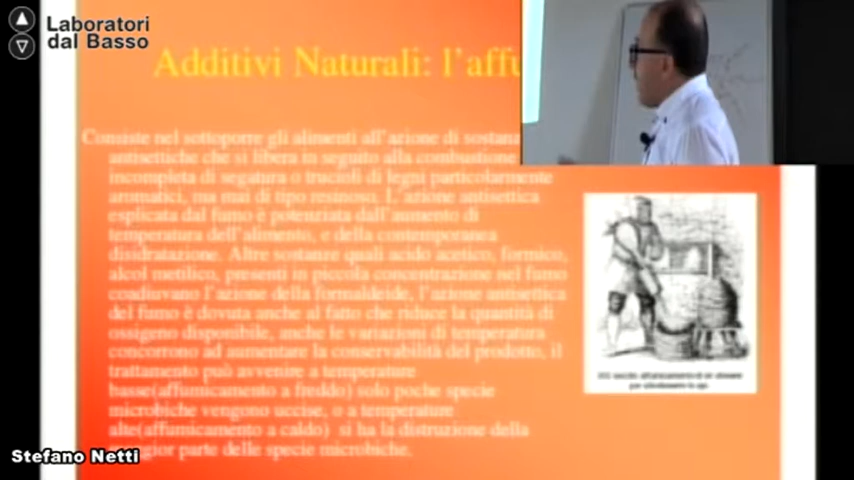 Laboratori
dal Basso
Additivi Naturali: l'affu
Consiste nel sottoporre gli alimenti all'azione di sostanz
antisettiche che si libera in seguito alla combustione
incompleta di segatura o trucioli di legni particolarmente
aromatici, ma mai di tipo resinoso. L'azione antisettica
esplicata dal fumo è potenziata dall'aumento di
temperatura dell'alimento, e della contemporanea
disidratazione. Altre sostanze quali acido acetico, formico,
alcol metilico, presenti in piccola concentrazione nel fumo
coadiuvano l'azione della formaldeide, l'azione antisettica
del fumo è dovuta anche al fatto che riduce la quantità di
ossigeno disponibile, anche le variazioni di temperatura
concorrono ad aumentare la conservabilità del prodotto, il
trattamento può avvenire a temperature
basse(affumicamento a freddo) solo poche specie
microbiche vengono uccise, o a temperature
alte(affumicamento a caldo) si ha la distruzione della
maggior parte delle specie microbiche.
Stefano Netti